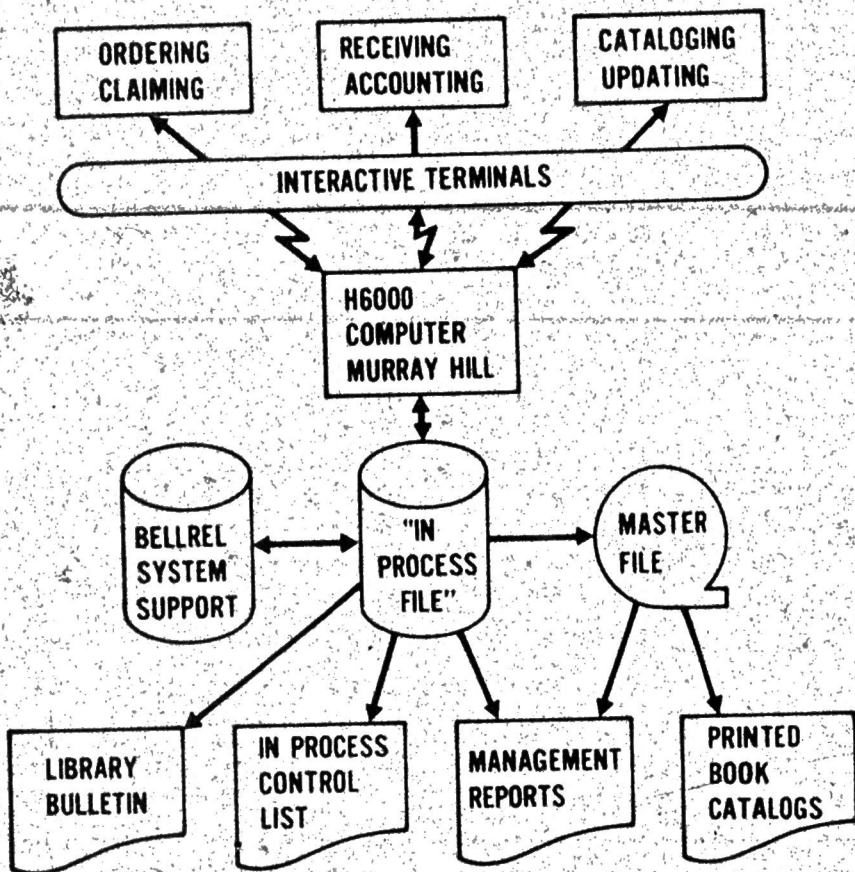 ORDERING
CLAIMING
RECEIVING
ACCOUNTING
CATALOGING
UPDATING
INTERACTIVE TERMINALS
H6000
COMPUTER
MURRAY HILL
BELLREL
SYSTEM
SUPPORT
"IN
PROCESS
FILE"
MASTER
FILE
LIBRARY
BULLETIN
IN PROCESS
CONTROL
LIST
MANAGEMENT
REPORTS
PRINTED
BOOK
CATALOGS